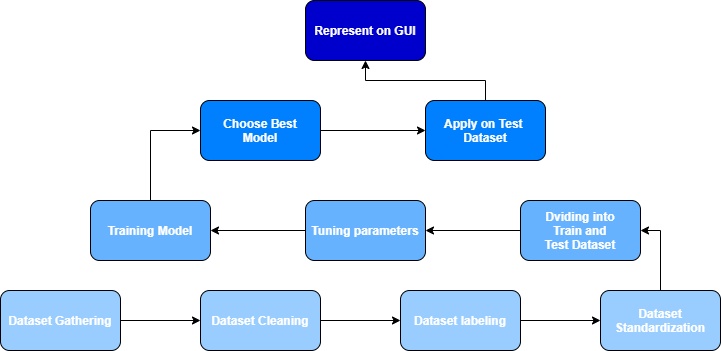 Represent on GUI
Choose Best
Model
Apply on Test
Dataset
Training Model
Tuning parameters
Dviding into
Train and
Test Dataset
Dataset Gathering
Dataset Cleaning
Dataset labeling
Dataset
Standardization